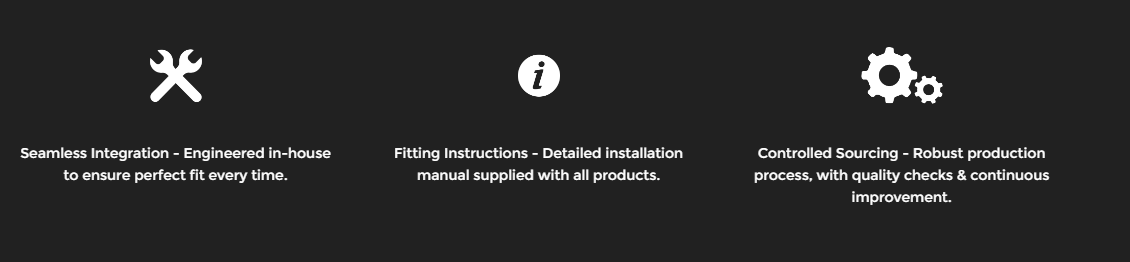 Seamless Integration - Engineered in-house
to ensure perfect fit every time.
Fitting Instructions - Detailed installation
manual supplied with all products.
Controlled Sourcing - Robust production
process, with quality checks & continuous
improvement.